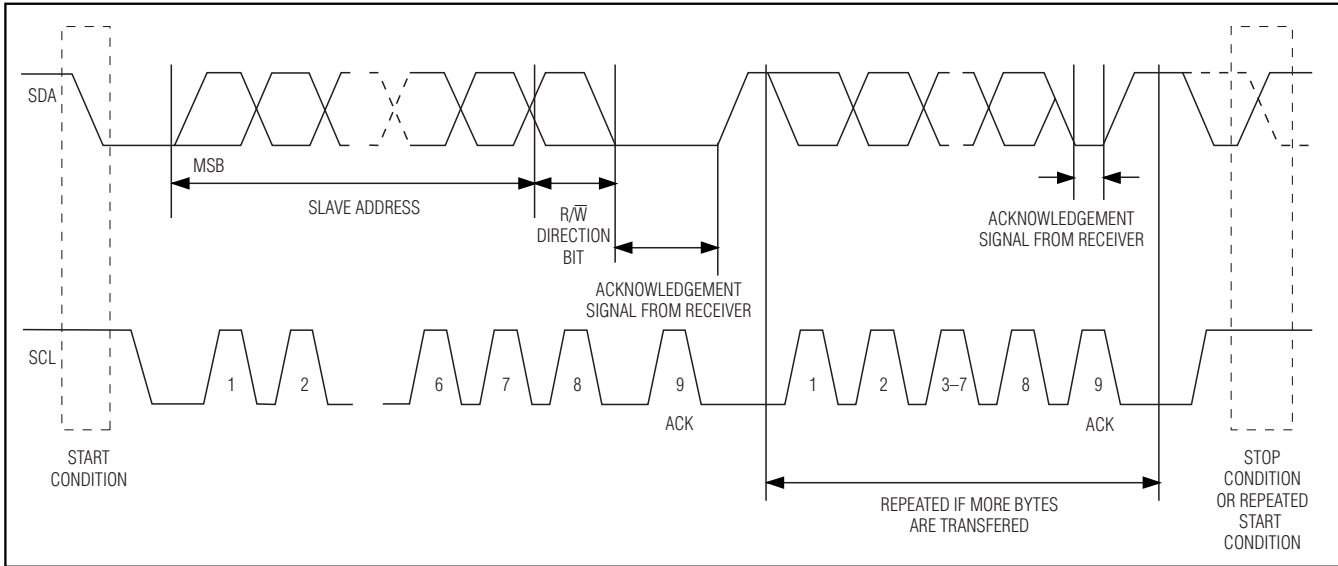 SDA
MSB
SLAVE ADDRESS
R/W̅
DIRECTION
BIT
ACKNOWLEDGEMENT
SIGNAL FROM RECEIVER
ACKNOWLEDGEMENT
SIGNAL FROM RECEIVER
SCL
1 2 6 7 8 9 1 2 3–7 8 9
ACK ACK
START
CONDITION
REPEATED IF MORE BYTES
ARE TRANSFERED
STOP
CONDITION
OR REPEATED
START
CONDITION